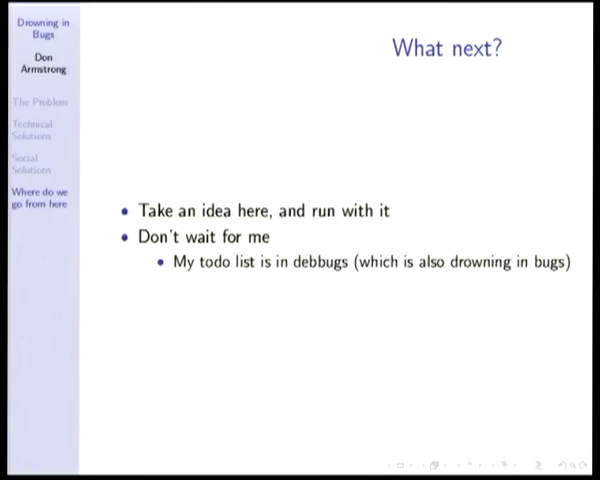 Drowning in
Bugs
Don
Armstrong
The Problem
Technical
Solutions
Social
Solutions
Where do we
go from here
What next?
Take an idea here, and run with it
Don't wait for me
My todo list is in debbugs (which is also drowning in bugs)